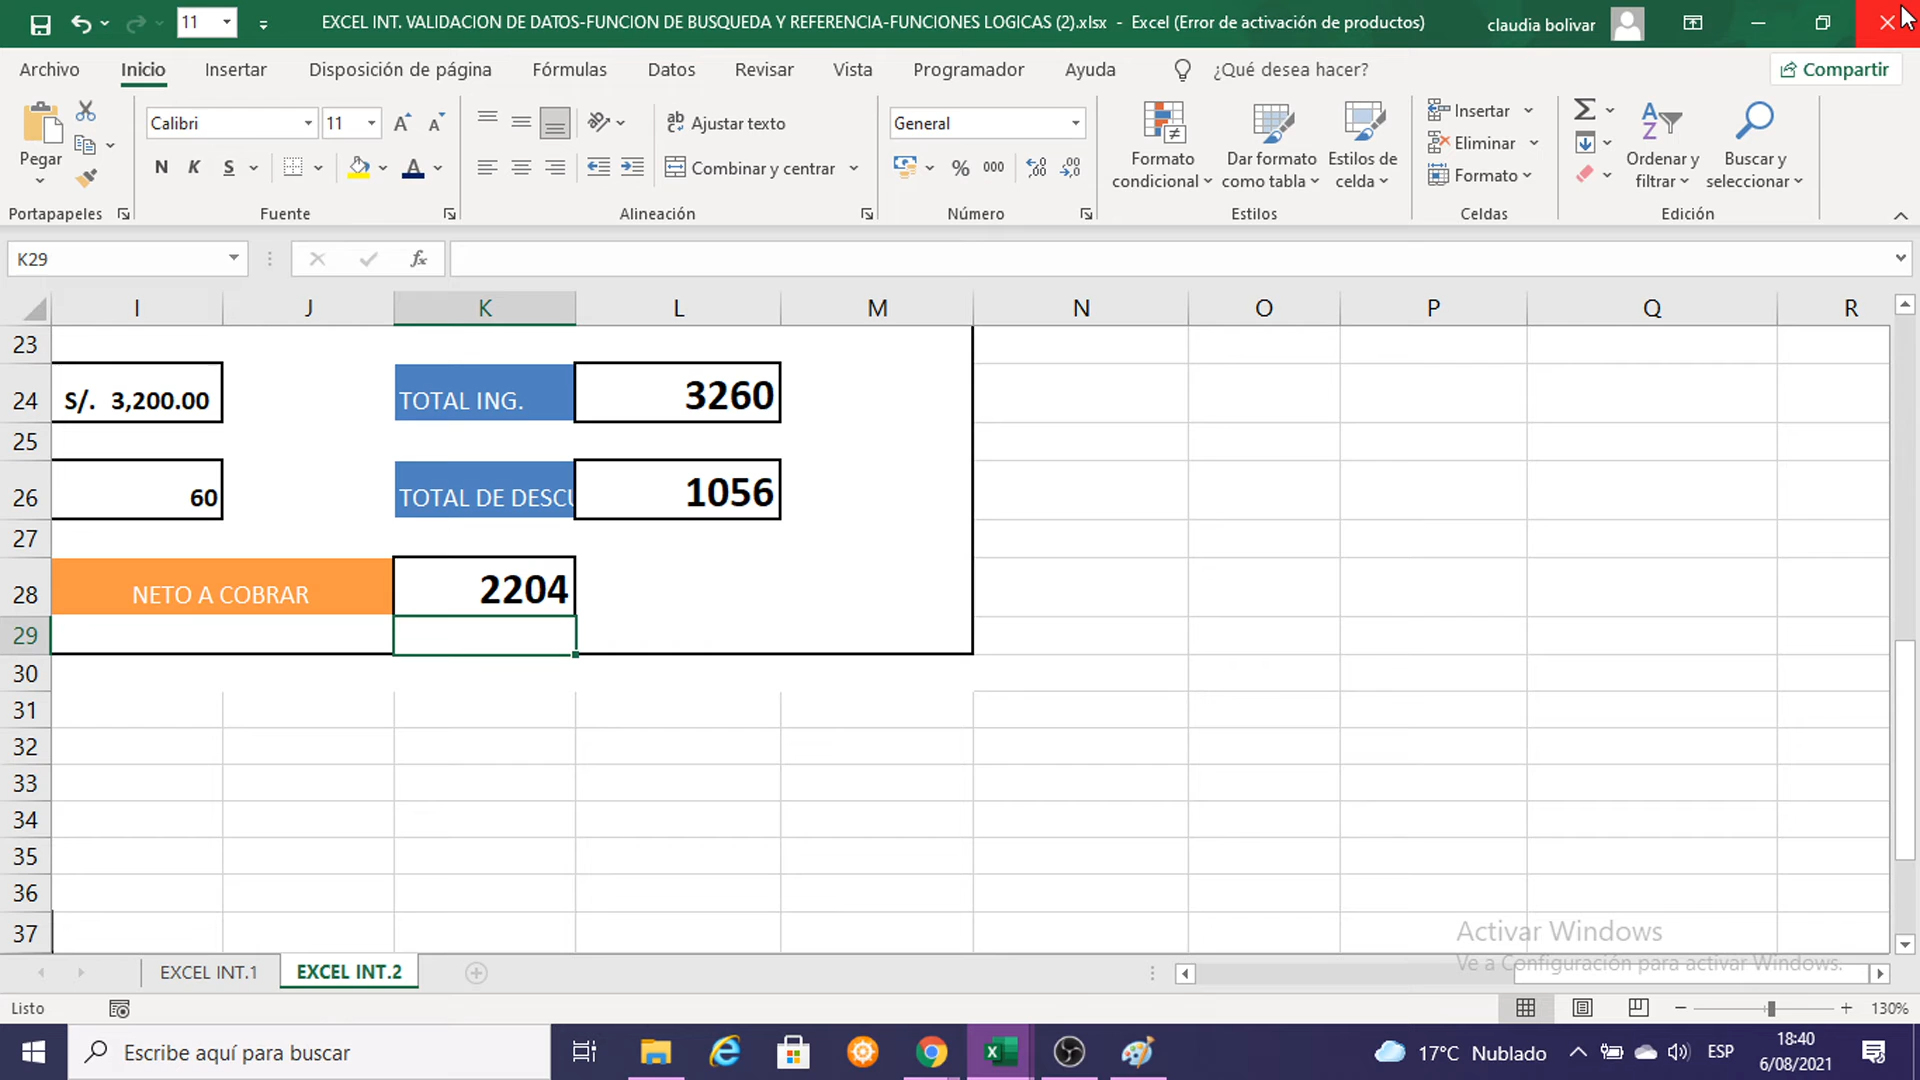 11
EXCEL INT. VALIDACION DE DATOS-FUNCION DE BUSQUEDA Y REFERENCIA-FUNCIONES LOGICAS (2).xlsx - Excel (Error de activación de productos)
claudia bolivar
Archivo Inicio Insertar Disposición de página Fórmulas Datos Revisar Vista Programador Ayuda ¿Qué desea hacer? Compartir
Pegar
Calibri 11 A A
N K S A
ab Ajustar texto
Combinar y centrar
General
% 000
Formato condicional
Dar formato como tabla
Estilos de celda
Insertar
Eliminar
Formato
Ordenar y filtrar
Buscar y seleccionar
Portapapeles Fuente Alineación Número Estilos Celdas Edición
K29 fx
I J K L M N O P Q R
23
24 S/. 3,200.00 TOTAL ING. 3260
25
26 60 TOTAL DE DESCU 1056
27
28 NETO A COBRAR 2204
29
30
31
32
33
34
35
36
37
Activar Windows
Ve a Configuración para activar Windows.
EXCEL INT.1 EXCEL INT.2
Listo 130%
Escribe aquí para buscar
17°C Nublado ESP
18:40
6/08/2021